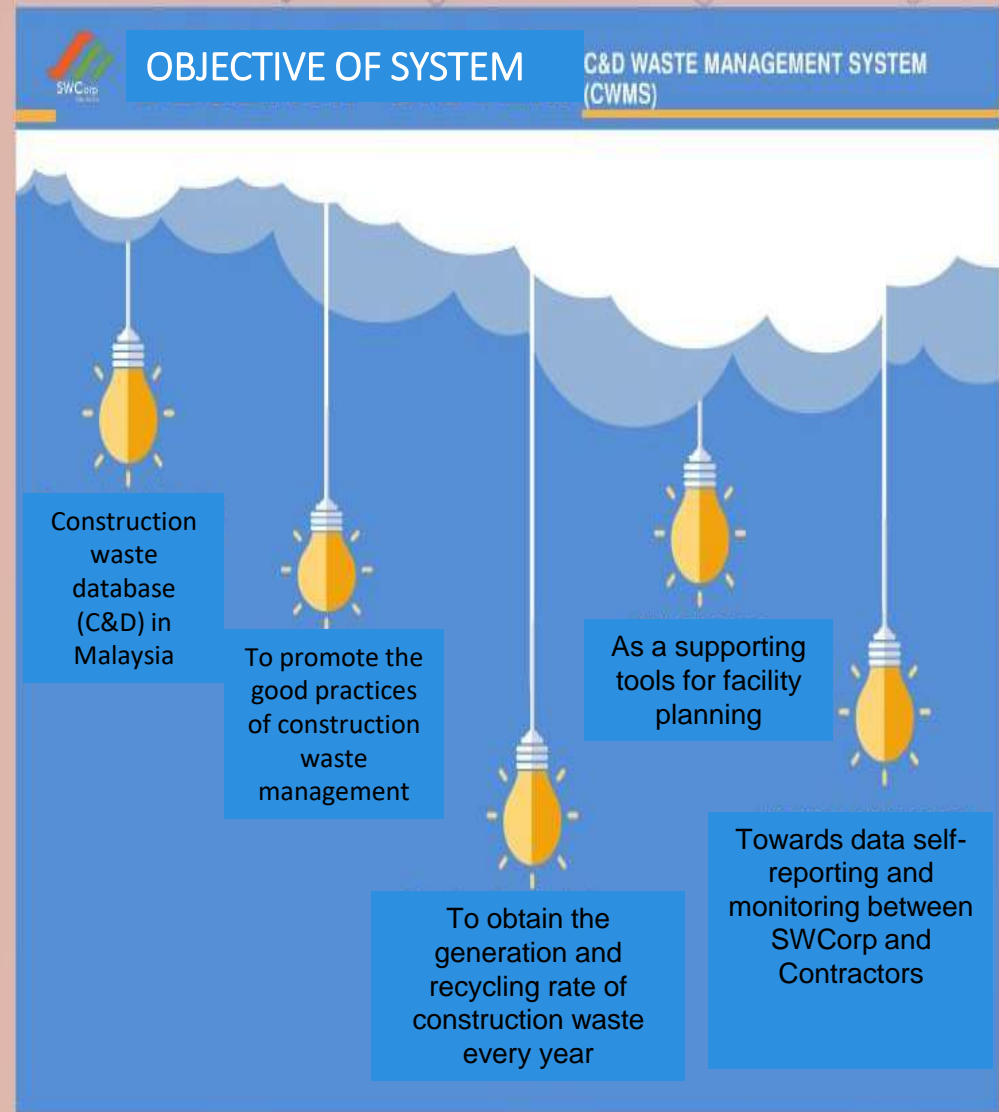 SWCorp
OBJECTIVE OF SYSTEM
C&D WASTE MANAGEMENT SYSTEM
(CWMS)
Construction
waste
database
(C&D) in
Malaysia
To promote the
good practices
of construction
waste
management
To obtain the
generation and
recycling rate of
construction waste
every year
As a supporting
tools for facility
planning
Towards data self-
reporting and
monitoring between
SWCorp and
Contractors